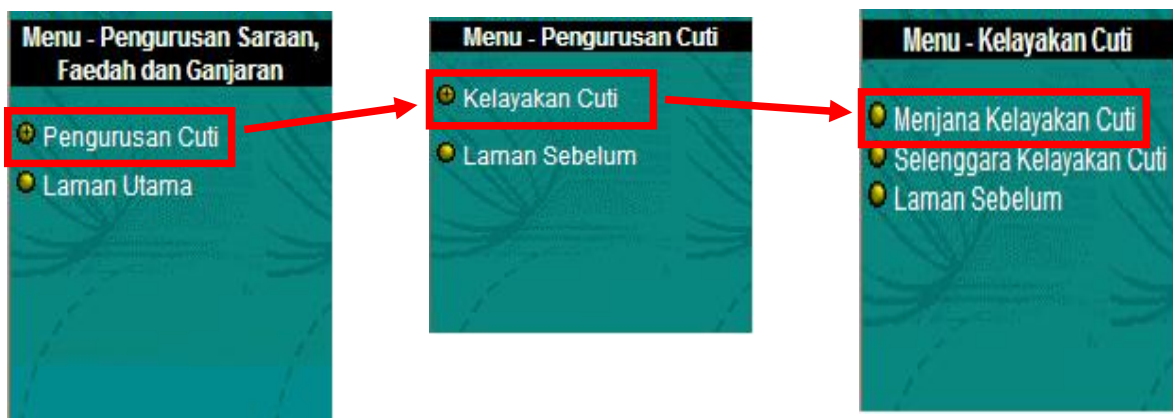 Menu - Pengurusan Saraan,
Faedah dan Ganjaran
Pengurusan Cuti
Laman Utama
Menu - Pengurusan Cuti
Kelayakan Cuti
Laman Sebelum
Menu - Kelayakan Cuti
Menjana Kelayakan Cuti
Selenggara Kelayakan Cuti
Laman Sebelum